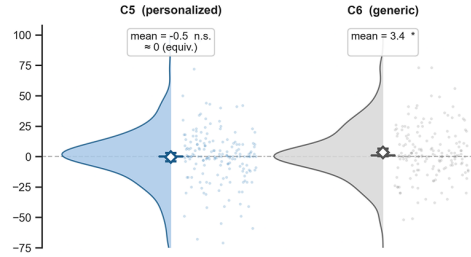 C5 (personalized)
C6 (generic)
mean = -0.5 n.s.
≈ 0 (equiv.)
mean = 3.4 *
100
75
50
25
0
−25
−50
−75